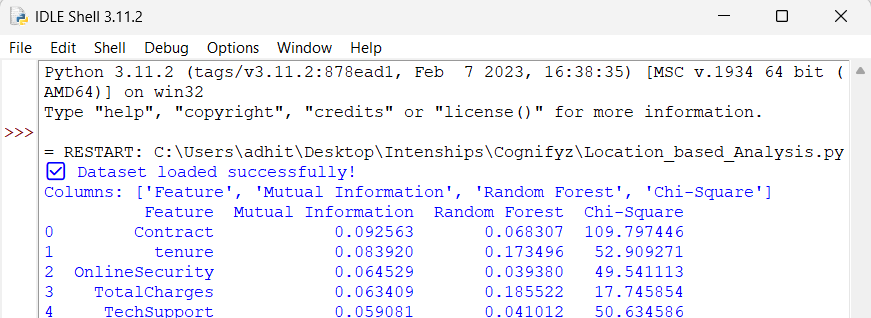 IDLE Shell 3.11.2
File Edit Shell Debug Options Window Help
Python 3.11.2 (tags/v3.11.2:878ead1, Feb  7 2023, 16:38:35) [MSC v.1934 64 bit (
AMD64)] on win32
Type "help", "copyright", "credits" or "license()" for more information.
>>>
= RESTART: C:\Users\adhit\Desktop\Intenships\Cognifyz\Location_based_Analysis.py
✅ Dataset loaded successfully!
Columns: ['Feature', 'Mutual Information', 'Random Forest', 'Chi-Square']
Feature  Mutual Information  Random Forest  Chi-Square
0 Contract 0.092563 0.068307 109.797446
1 tenure 0.083920 0.173496 52.909271
2 OnlineSecurity 0.064529 0.039380 49.541113
3 TotalCharges 0.063409 0.185522 17.745854
4 TechSupport 0.059081 0.041012 50.634586